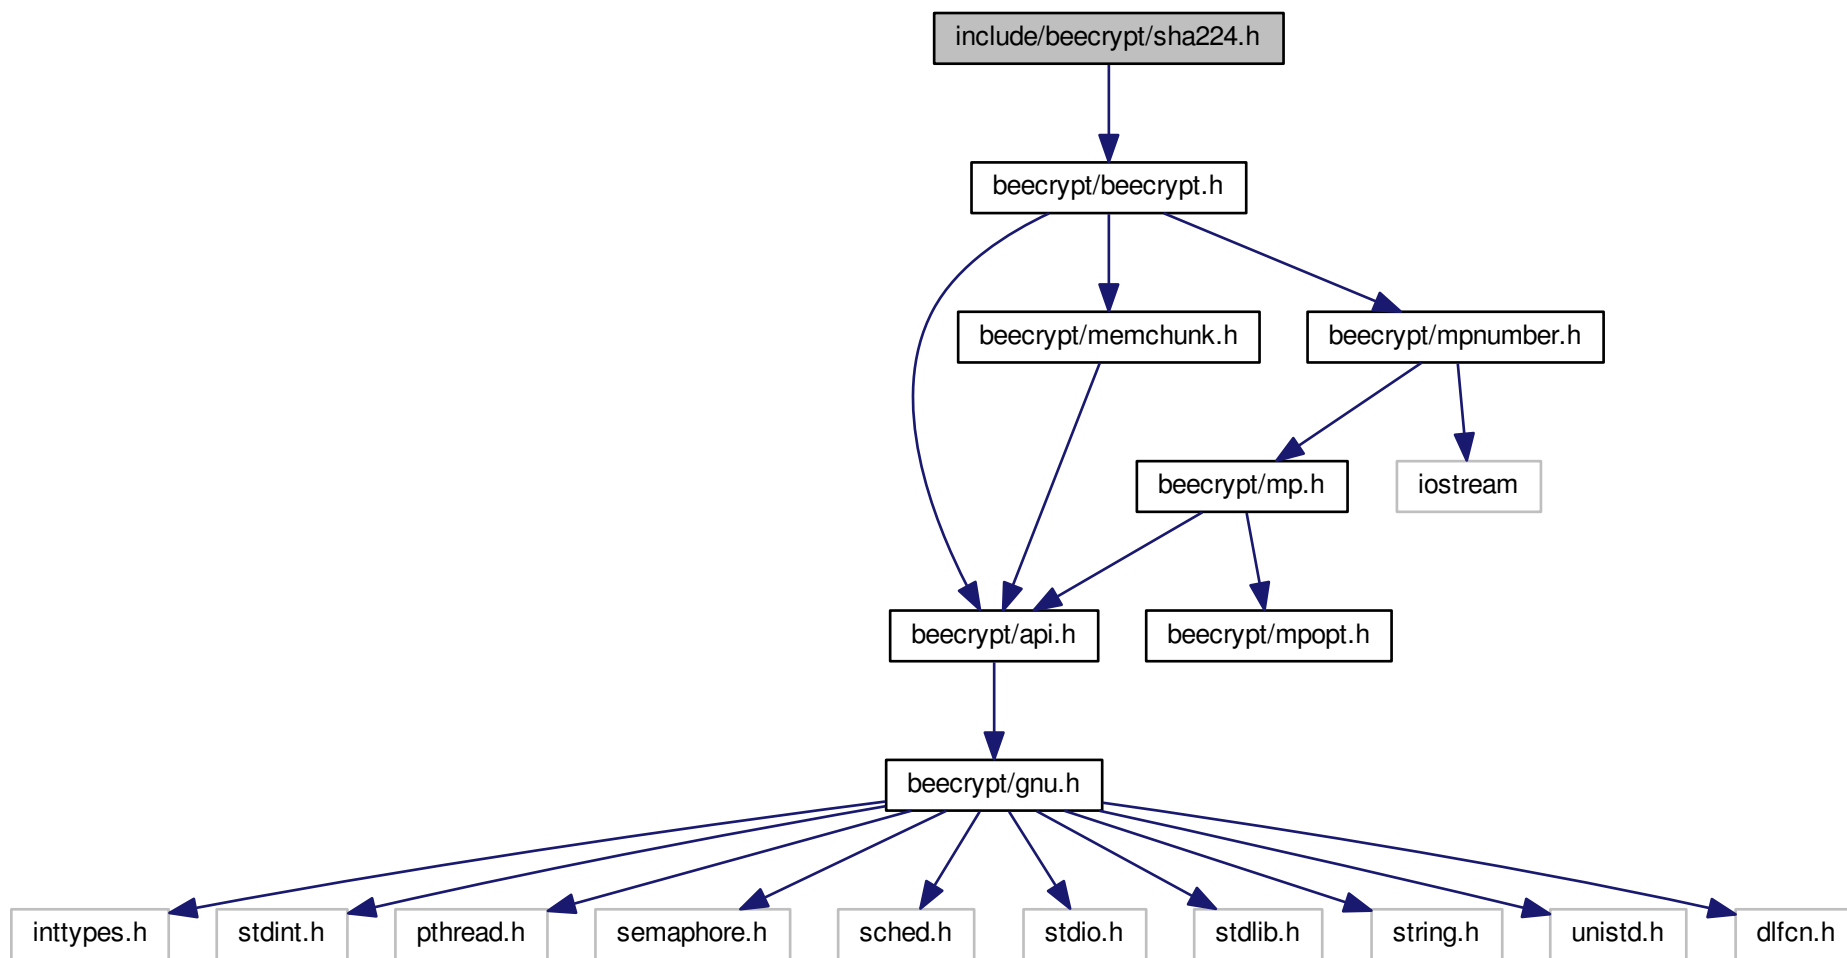 include/beecrypt/sha224.h
beecrypt/beecrypt.h
beecrypt/memchunk.h
beecrypt/mpnumber.h
beecrypt/mp.h
iostream
beecrypt/api.h
beecrypt/mpopt.h
beecrypt/gnu.h
inttypes.h
stdint.h
pthread.h
semaphore.h
sched.h
stdio.h
stdlib.h
string.h
unistd.h
dlfcn.h